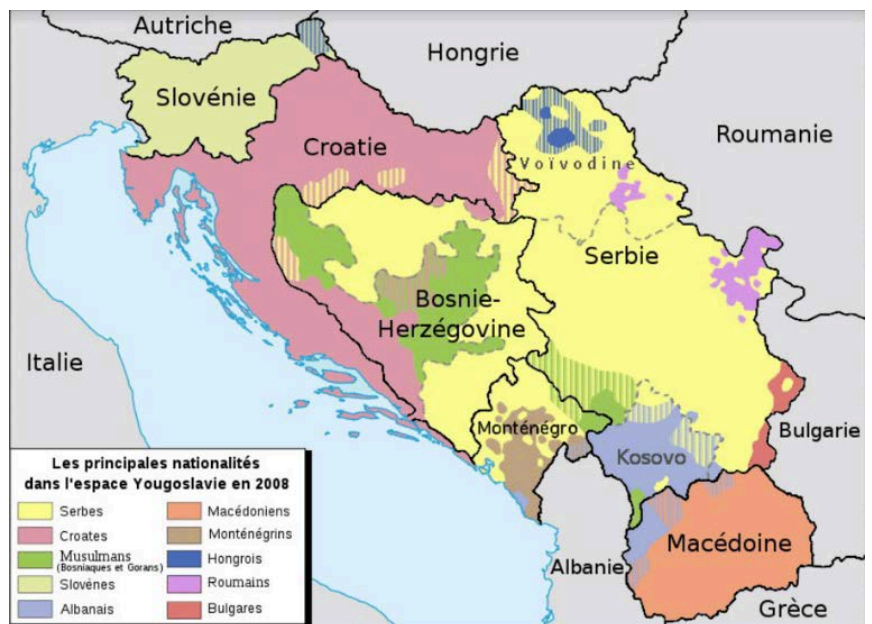 Autriche
Hongrie
Slovénie
Roumanie
Croatie
Voïvodine
Serbie
Bosnie-
Herzégovine
Italie
Monténégro
Bulgarie
Kosovo
Macédoine
Albanie
Grèce
Les principales nationalités
dans l'espace Yougoslavie en 2008
Serbes
Croates
Musulmans
(Bosniaques et Gorans)
Slovénes
Albanais
Macédoniens
Monténégrins
Hongrois
Roumains
Bulgares